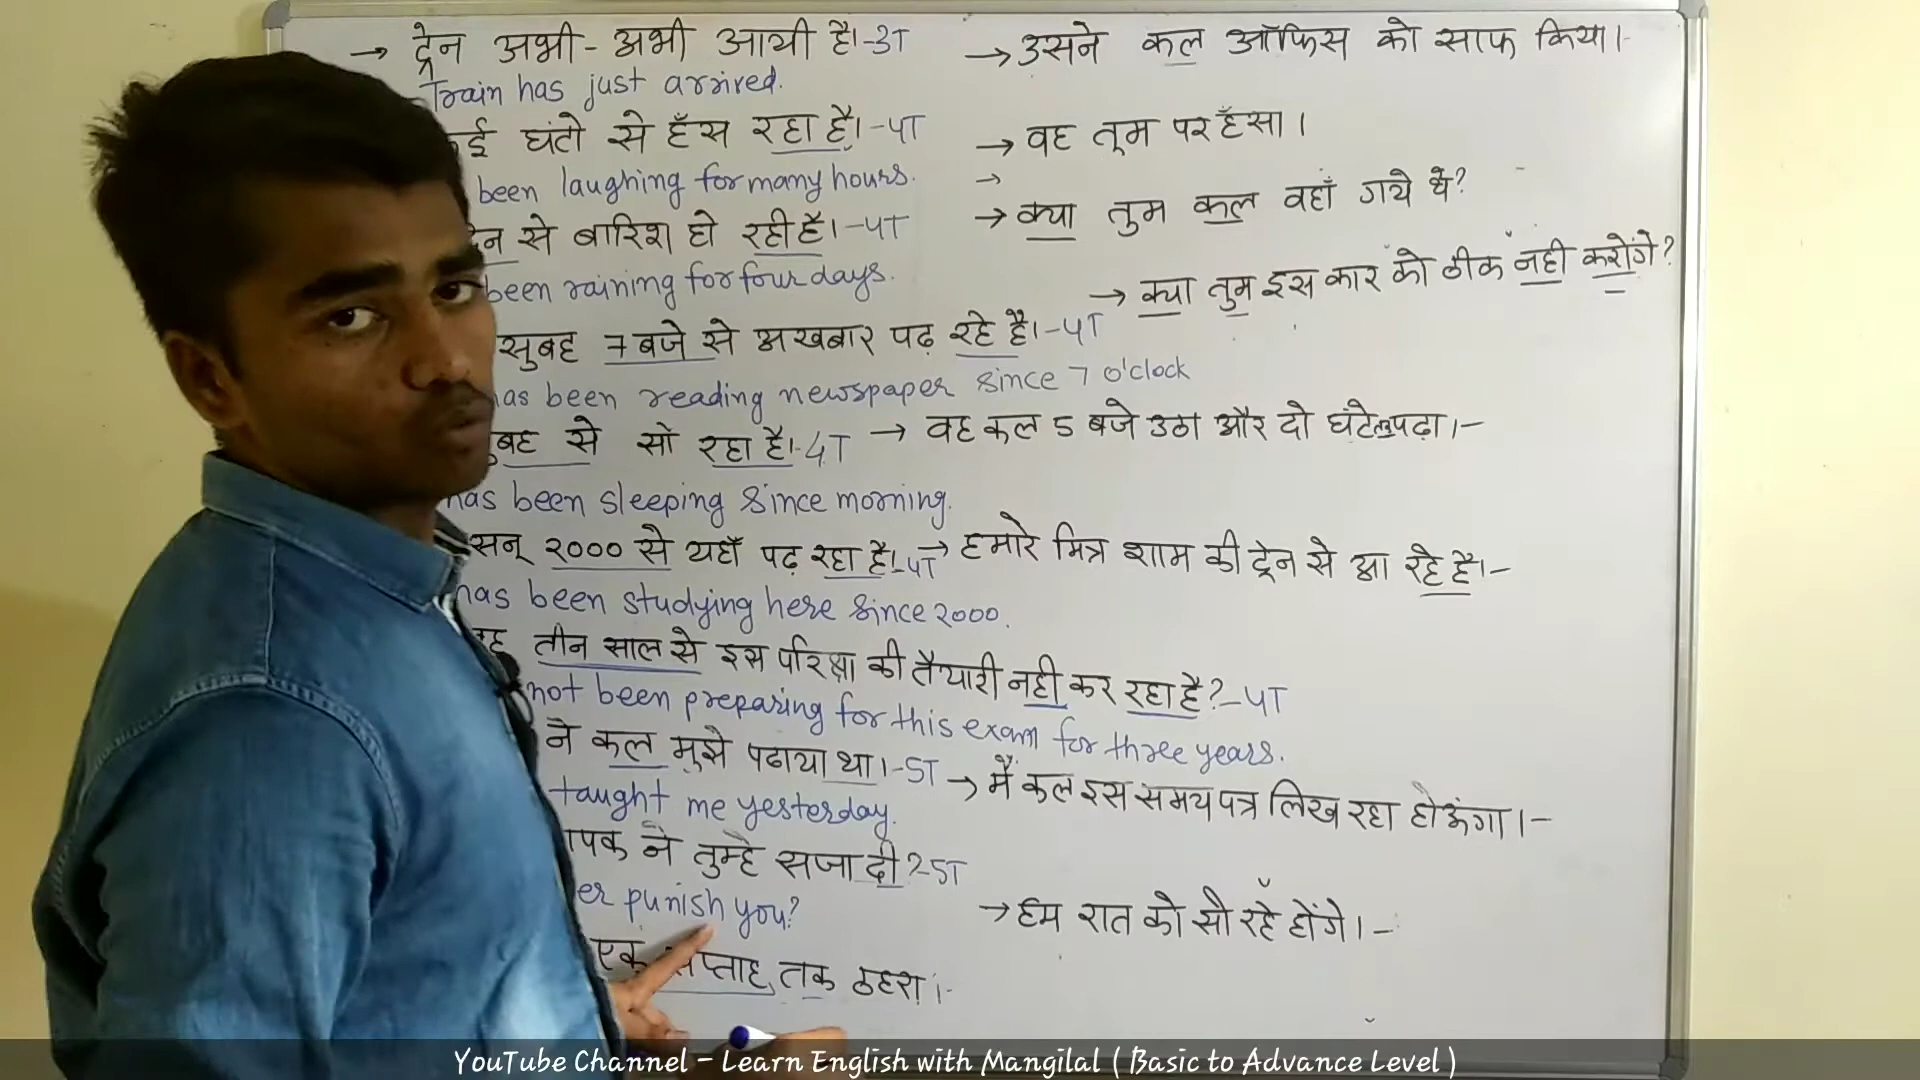 → ट्रेन अभी-अभी आयी है।-3T
Train has just arrived.
घंटो से हँस रहा है।-4T
been laughing for many hours.
से बारिश हो रही है।-4T
been raining for four days.
सुबह 7 बजे से अखबार पढ़ रहे है।-4T
has been reading newspaper since 7 o'clock
से सो रहा है।-4T
has been sleeping since morning.
सन् २००० से यहाँ पढ़ रहा है।-4T
has been studying here since 2000.
तीन साल से इस परिक्षा की तैयारी नही कर रहा है?-4T
not been preparing for this exam for three years.
ने कल मुझे पढाया था।-5T
taught me yesterday.
ने तुम्हे सजा दी?-5T
punish you?
एक सप्ताह तक ठहरा।-
→ उसने कल ऑफिस को साफ किया।-
→ वह तुम पर हँसा।
→
→ क्या तुम कल वहाँ गये थे?
→ क्या तुम इस कार को ठीक नही करोंगे?
→ वह कल 5 बजे उठा और दो घंटे पढ़ा।-
→ हमारे मित्र शाम की ट्रेन से आ रहे है।-
→ मैं कल इस समय पत्र लिख रहा होऊंगा।-
→ हम रात को सो रहे होंगे।-
YouTube Channel - Learn English with Mangilal ( Basic to Advance Level )